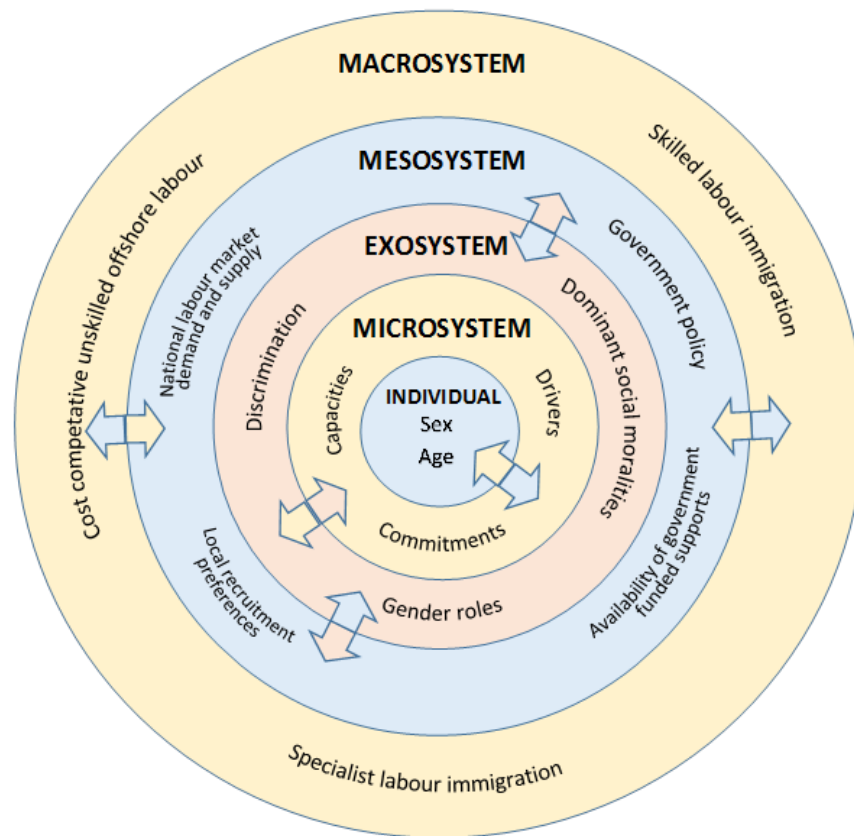 MACROSYSTEM
Skilled labour immigration
Cost competative unskilled offshore labour
Specialist labour immigration
MESOSYSTEM
National labour market
demand and supply
Government policy
Local recruitment
preferences
Availability of government
funded supports
EXOSYSTEM
Discrimination
Dominant social moralities
Gender roles
MICROSYSTEM
Capacities
Drivers
Commitments
INDIVIDUAL
Sex
Age